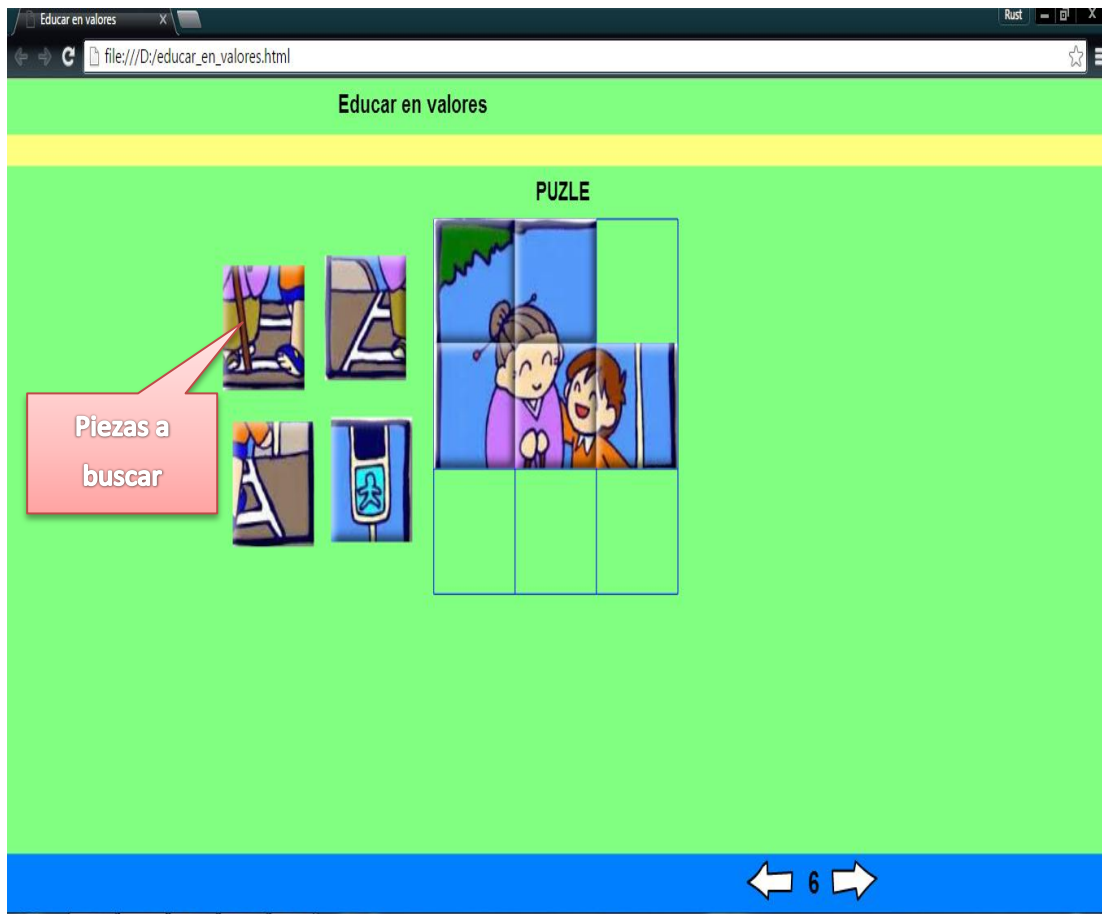 Educar en valores
X
Rust
X
file:///D:/educar_en_valores.html
Educar en valores
PUZLE
Piezas a
buscar
6